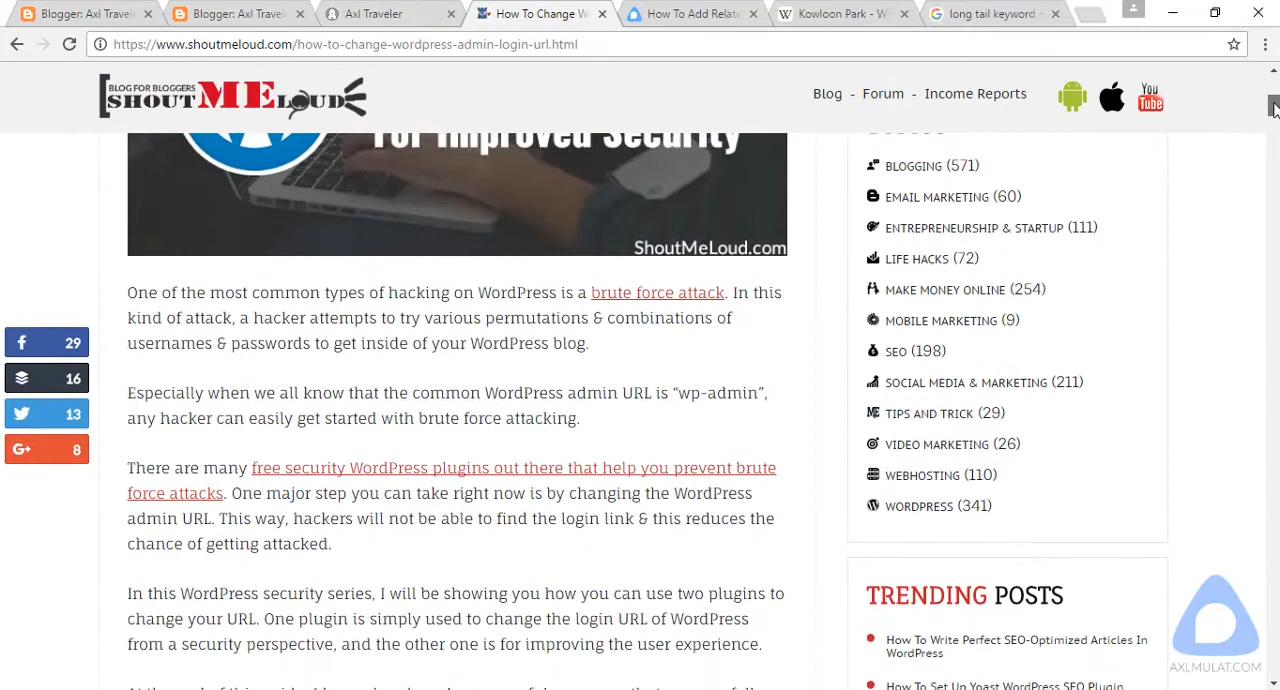 Blogger: Axl Trave
Blogger: Axl Trave
Axl Traveler
How To Change W
How To Add Relate
Kowloon Park - W
long tail keyword =
https://www.shoutmeloud.com/how-to-change-wordpress-admin-login-url.html
BLOG FOR BLOGGERS
SHOUTMELOUD
Blog - Forum - Income Reports
You Tube
For Improved Security
ShoutMeLoud.com
One of the most common types of hacking on WordPress is a brute force attack. In this
kind of attack, a hacker attempts to try various permutations & combinations of
usernames & passwords to get inside of your WordPress blog.
Especially when we all know that the common WordPress admin URL is “wp-admin”,
any hacker can easily get started with brute force attacking.
There are many free security WordPress plugins out there that help you prevent brute
force attacks. One major step you can take right now is by changing the WordPress
admin URL. This way, hackers will not be able to find the login link & this reduces the
chance of getting attacked.
In this WordPress security series, I will be showing you how you can use two plugins to
change your URL. One plugin is simply used to change the login URL of WordPress
from a security perspective, and the other one is for improving the user experience.
29
16
13
G+ 8
BLOGGING (571)
EMAIL MARKETING (60)
ENTREPRENEURSHIP & STARTUP (111)
LIFE HACKS (72)
MAKE MONEY ONLINE (254)
MOBILE MARKETING (9)
SEO (198)
SOCIAL MEDIA & MARKETING (211)
ME TIPS AND TRICK (29)
VIDEO MARKETING (26)
WEBHOSTING (110)
WORDPRESS (341)
TRENDING POSTS
How To Write Perfect SEO-Optimized Articles In
WordPress
How To Set Up Yoast WordPress SEO Plugin
AXLMULAT.COM